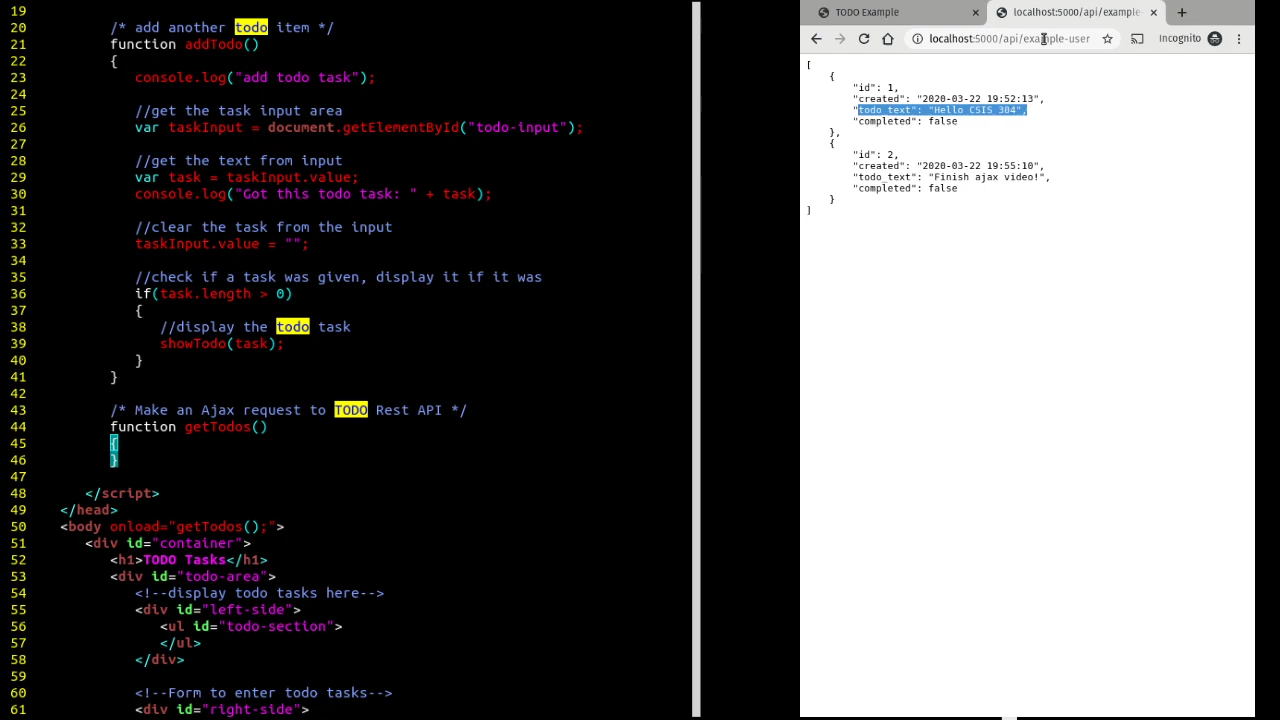 19
20 /* add another todo item */
21 function addTodo()
22 {
23 console.log("add todo task");
24
25 //get the task input area
26 var taskInput = document.getElementById("todo-input");
27
28 //get the text from input
29 var task = taskInput.value;
30 console.log("Got this todo task: " + task);
31
32 //clear the task from the input
33 taskInput.value = "";
34
35 //check if a task was given, display it if it was
36 if(task.length > 0)
37 {
38 //display the todo task
39 showTodo(task);
40 }
41 }
42
43 /* Make an Ajax request to TODO Rest API */
44 function getTodos()
45 {
46 }
47
48 </script>
49 </head>
50 <body onload="getTodos();">
51 <div id="container">
52 <h1>TODO Tasks</h1>
53 <div id="todo-area">
54 <!--display todo tasks here-->
55 <div id="left-side">
56 <ul id="todo-section">
57 </ul>
58 </div>
59
60 <!--Form to enter todo tasks-->
61 <div id="right-side">
TODO Example
localhost:5000/api/example-
localhost:5000/api/example-user
Incognito
[
{
"id": 1,
"created": "2020-03-22 19:52:13",
"todo_text": "Hello CSIS 304",
"completed": false
},
{
"id": 2,
"created": "2020-03-22 19:55:10",
"todo_text": "Finish ajax video!",
"completed": false
}
]